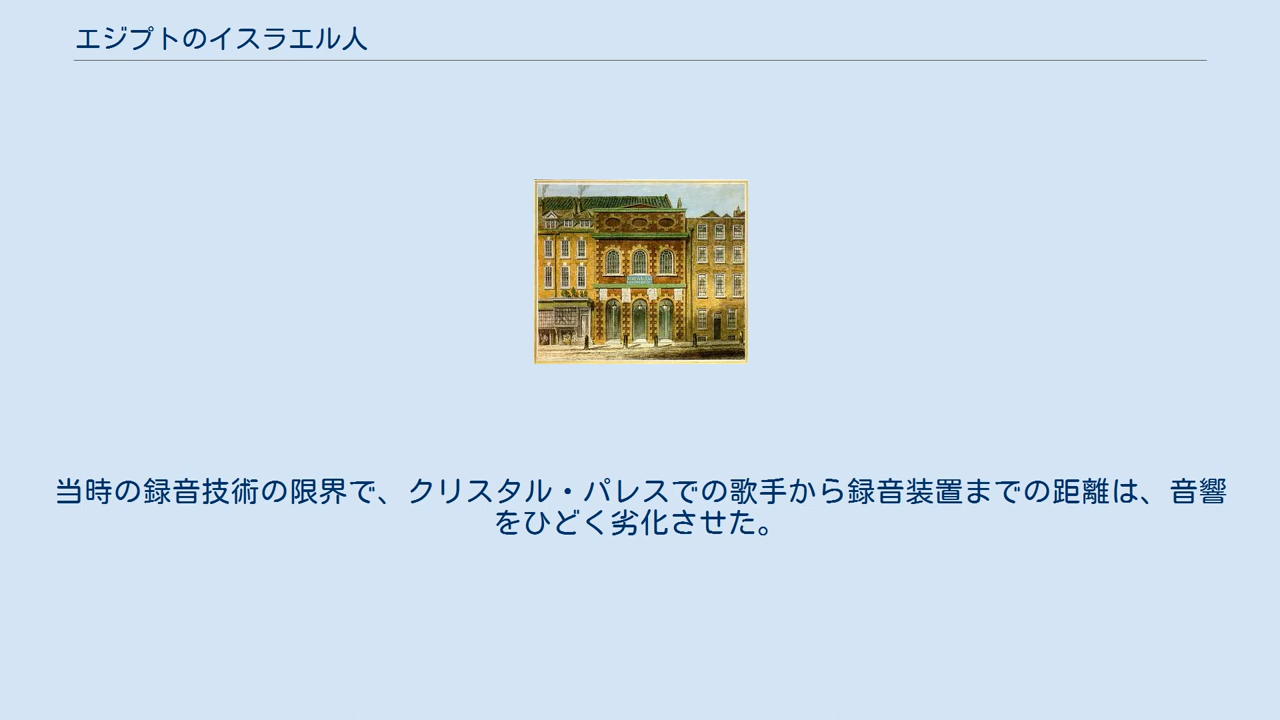 エジプトのイスラエル人
当時の録音技術の限界で、クリスタル・パレスでの歌手から録音装置までの距離は、音響
をひどく劣化させた。